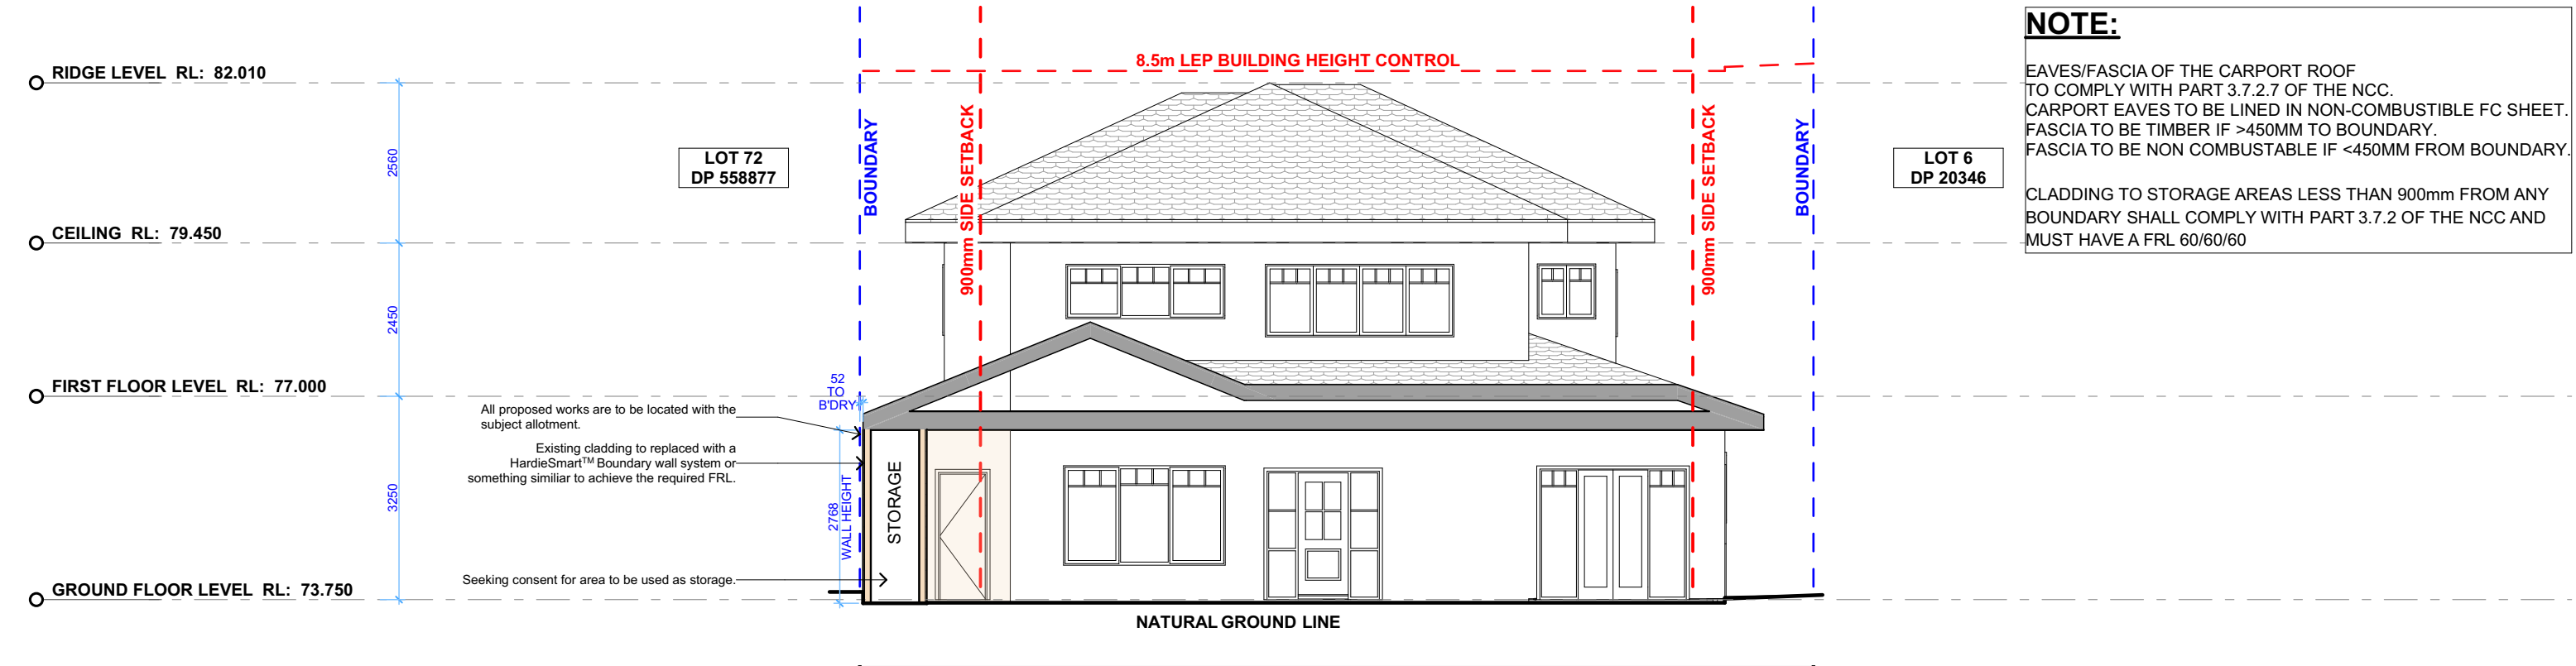 8.5m LEP BUILDING HEIGHT CONTROL
RIDGE LEVEL RL: 82.010
CEILING RL: 79.450
FIRST FLOOR LEVEL RL: 77.000
GROUND FLOOR LEVEL RL: 73.750
2560
2450
3250
LOT 72
DP 558877
BOUNDARY
900mm SIDE SETBACK
900mm SIDE SETBACK
BOUNDARY
LOT 6
DP 20346
52
TO
B'DRY
All proposed works are to be located with the
subject allotment.
Existing cladding to replaced with a
HardieSmart™ Boundary wall system or
something similiar to achieve the required FRL.
Seeking consent for area to be used as storage.
2768
WALL HEIGHT
STORAGE
NATURAL GROUND LINE
NOTE:
EAVES/FASCIA OF THE CARPORT ROOF
TO COMPLY WITH PART 3.7.2.7 OF THE NCC.
CARPORT EAVES TO BE LINED IN NON-COMBUSTIBLE FC SHEET.
FASCIA TO BE TIMBER IF >450MM TO BOUNDARY.
FASCIA TO BE NON COMBUSTABLE IF <450MM FROM BOUNDARY.
CLADDING TO STORAGE AREAS LESS THAN 900mm FROM ANY
BOUNDARY SHALL COMPLY WITH PART 3.7.2 OF THE NCC AND
MUST HAVE A FRL 60/60/60